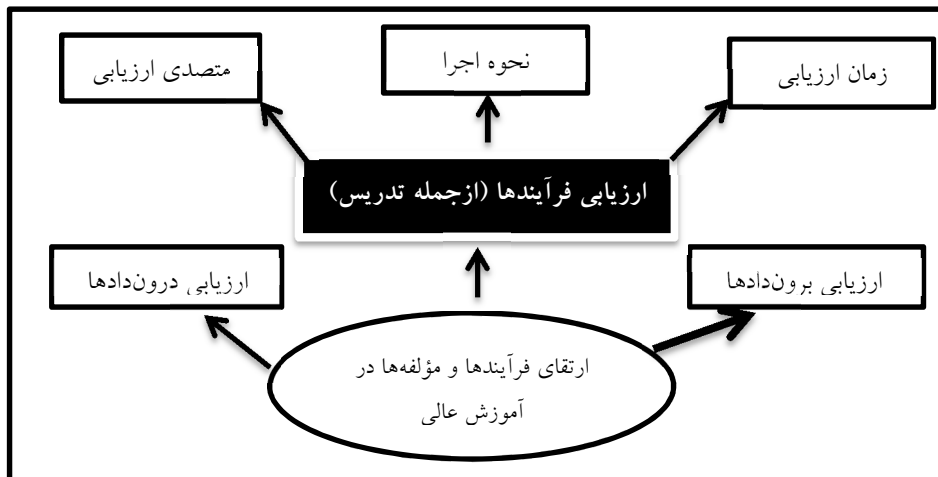 زمان ارزیابی
نحوه اجرا
متصدی ارزیابی
ارزیابی فرآیندها (ازجمله تدریس)
ارزیابی برون‌دادها
ارزیابی درون‌دادها
ارتقای فرآیندها و مؤلفه‌ها در
آموزش عالی